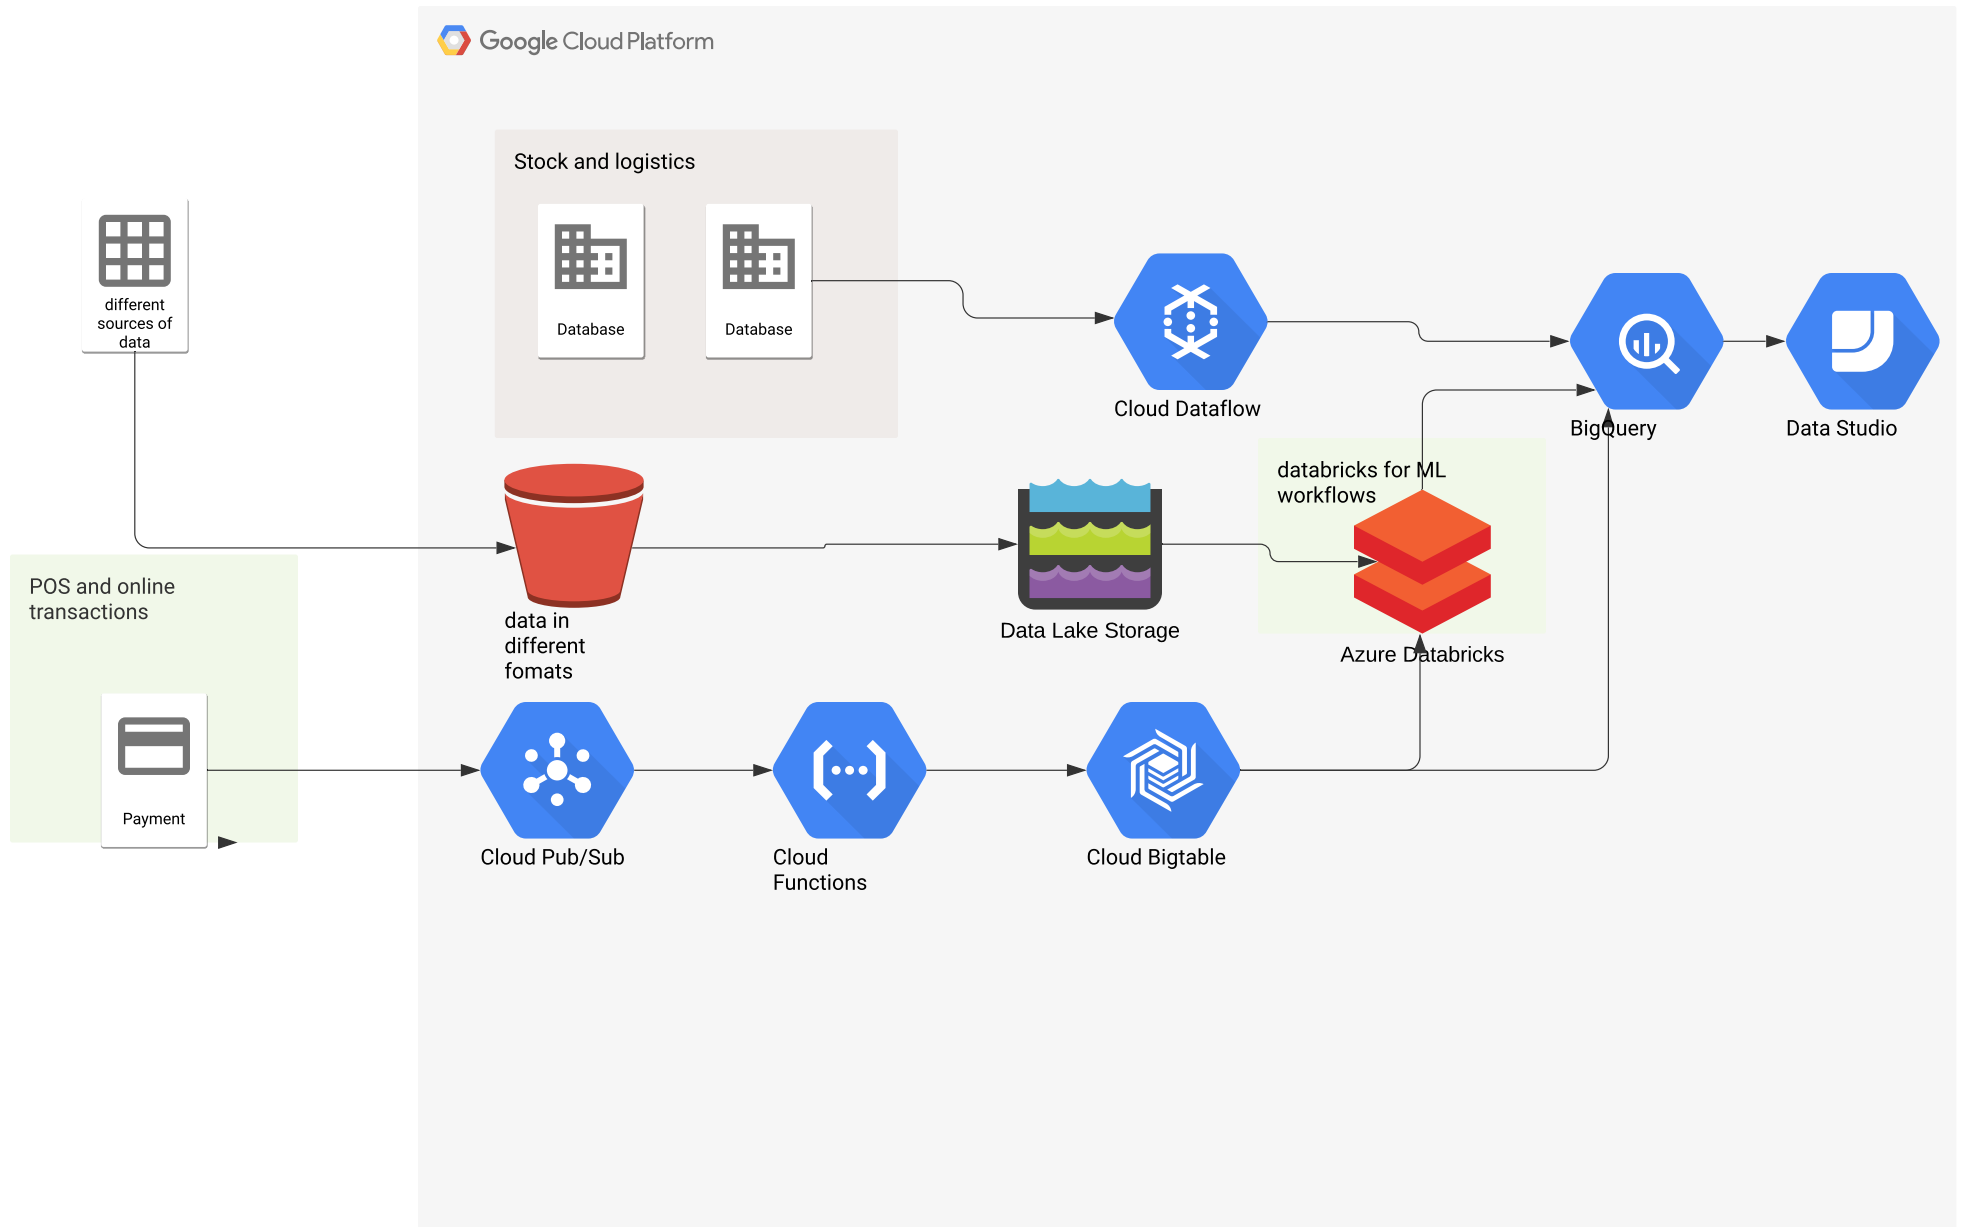 Google Cloud Platform
Stock and logistics
different
sources of
data
Database
Database
Cloud Dataflow
BigQuery
Data Studio
databricks for ML
workflows
POS and online
transactions
data in
different
fomats
Data Lake Storage
Azure Databricks
Payment
Cloud Pub/Sub
Cloud
Functions
Cloud Bigtable